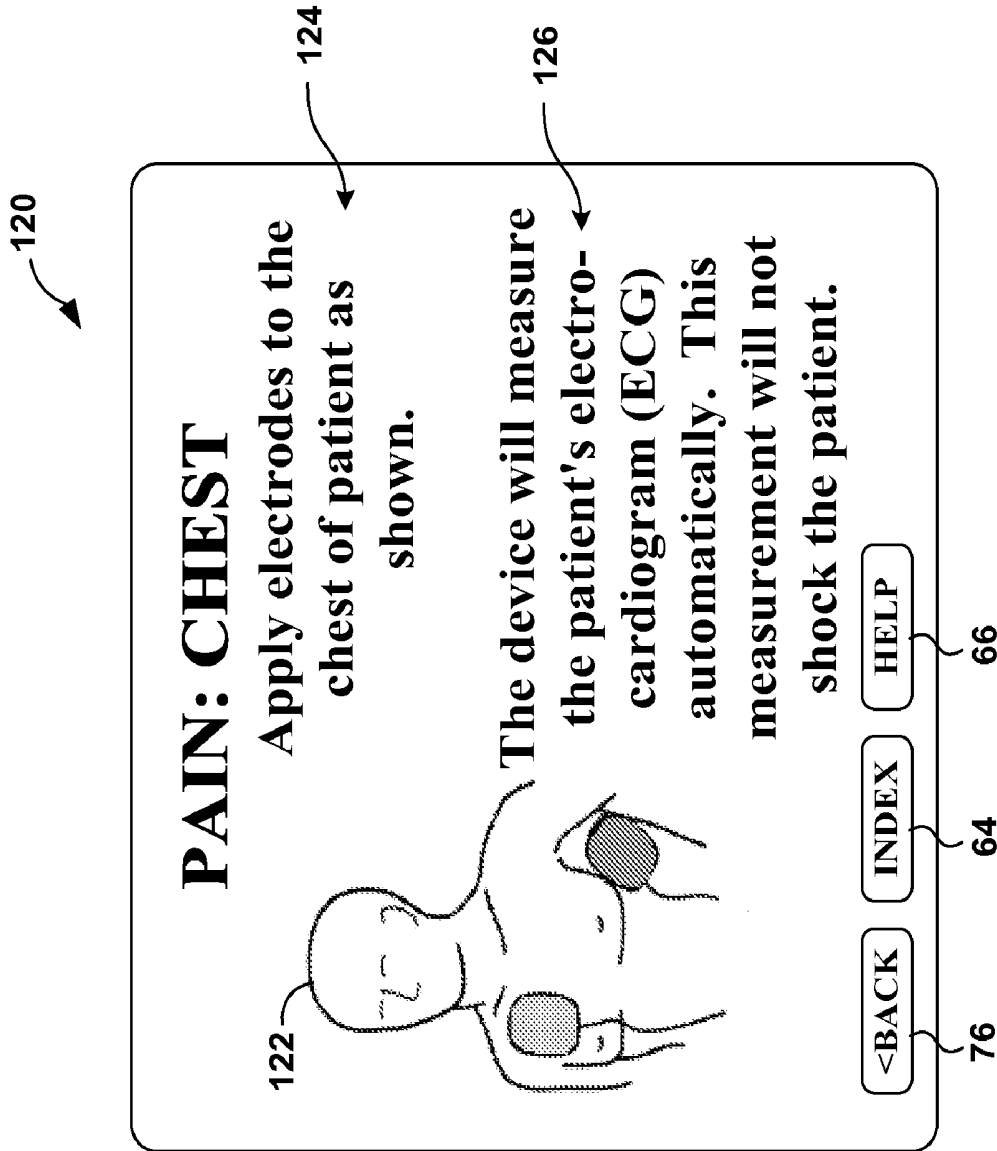 120
PAIN: CHEST
Apply electrodes to the
chest of patient as
shown.
124
122
The device will measure
the patient's electro-
cardiogram (ECG)
automatically. This
measurement will not
shock the patient.
126
<BACK
INDEX
HELP
76
64
66